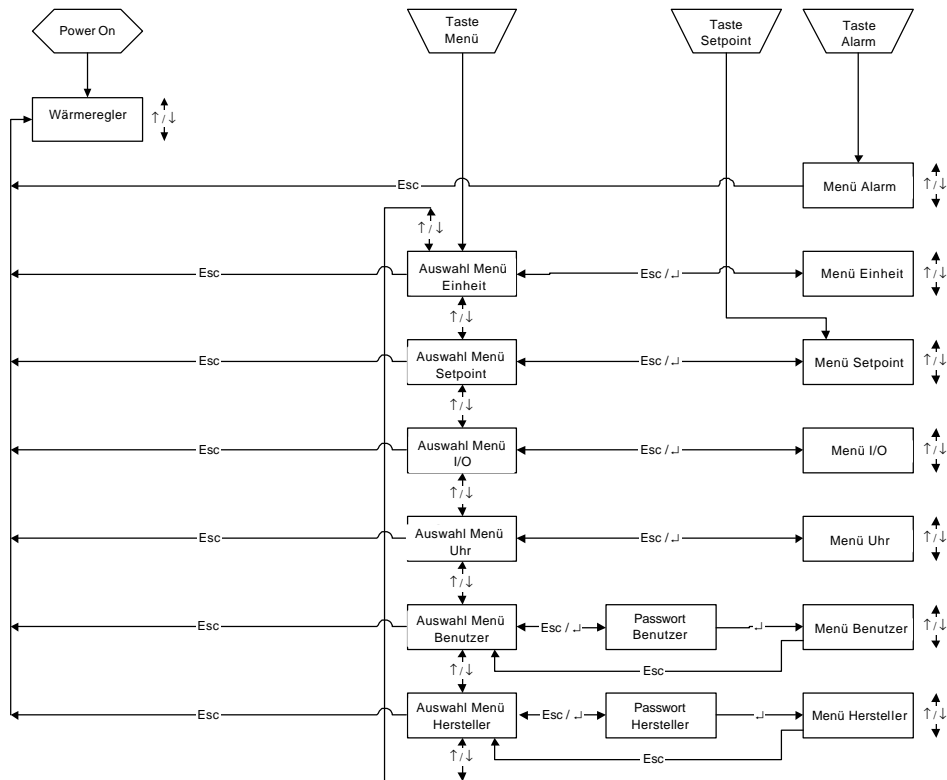 Power On
Taste
Menü
Taste
Setpoint
Taste
Alarm
Wärmeregler
↑/↓
Esc
Menü Alarm
↑/↓
↑/↓
Esc
Auswahl Menü
Einheit
Esc / ↵
Menü Einheit
↑/↓
↑/↓
Esc
Auswahl Menü
Setpoint
Esc / ↵
Menü Setpoint
↑/↓
↑/↓
Esc
Auswahl Menü
I/O
Esc / ↵
Menü I/O
↑/↓
↑/↓
Esc
Auswahl Menü
Uhr
Esc / ↵
Menü Uhr
↑/↓
↑/↓
Esc
Auswahl Menü
Benutzer
Esc / ↵
Passwort
Benutzer
↵
Menü Benutzer
↑/↓
Esc
↑/↓
Esc
Auswahl Menü
Hersteller
Esc / ↵
Passwort
Hersteller
↵
Menü Hersteller
↑/↓
Esc
↑/↓